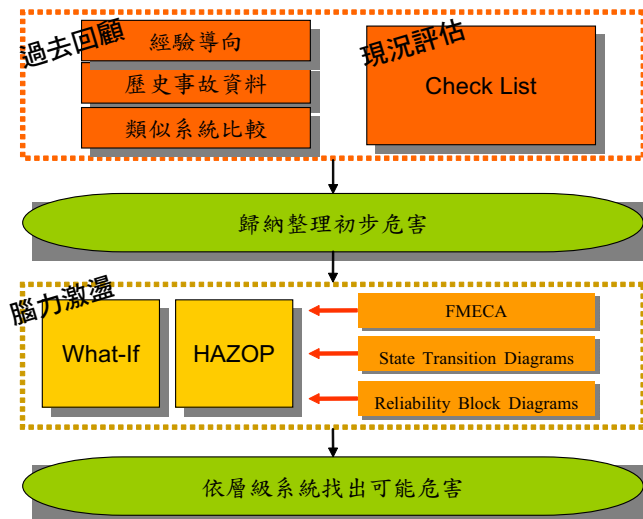 過去回顧
經驗導向
歷史事故資料
類似系統比較
現況評估
Check List
歸納整理初步危害
腦力激盪
What-If
HAZOP
FMECA
State Transition Diagrams
Reliability Block Diagrams
依層級系統找出可能危害